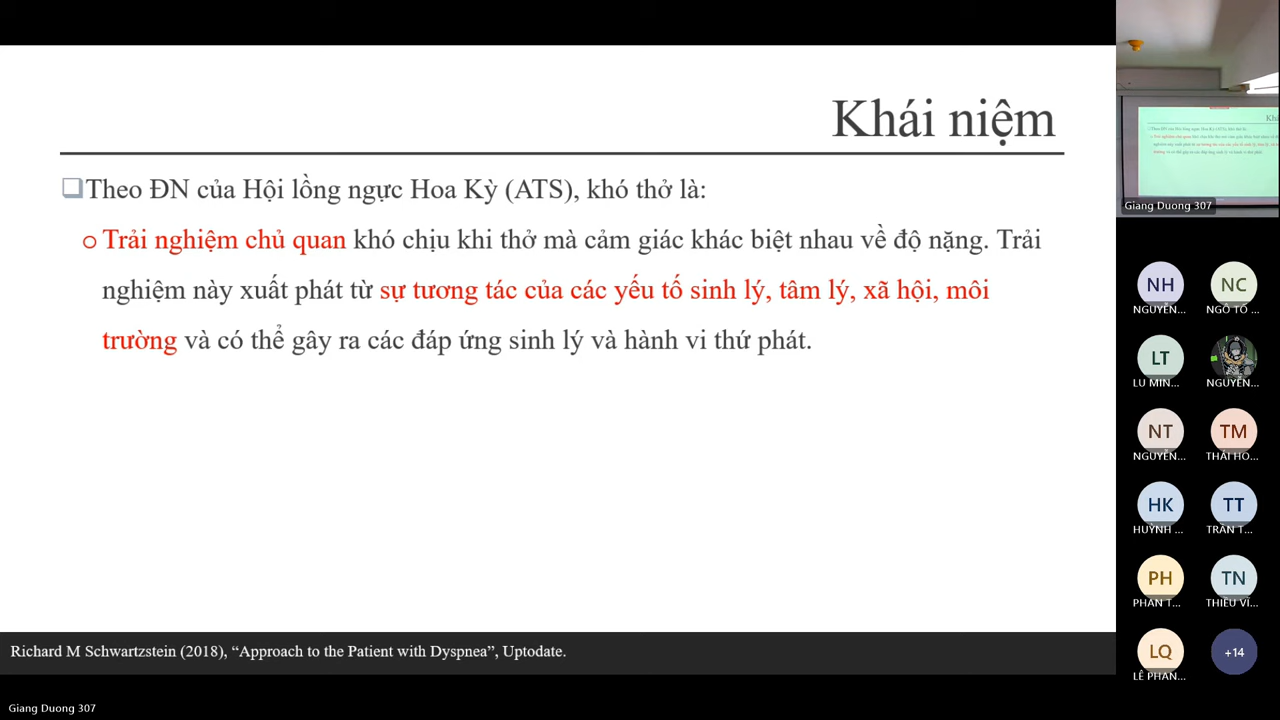 Khái niệm
Theo ĐN của Hội lồng ngực Hoa Kỳ (ATS), khó thở là:
Trải nghiệm chủ quan khó chịu khi thở mà cảm giác khác biệt nhau về độ nặng. Trải
nghiệm này xuất phát từ sự tương tác của các yếu tố sinh lý, tâm lý, xã hội, môi
trường và có thể gây ra các đáp ứng sinh lý và hành vi thứ phát.
Richard M Schwartzstein (2018), “Approach to the Patient with Dyspnea”, Uptodate.
Giang Duong 307
Giang Duong 307
NH
NGUYỄN...
NC
NGÔ TỐ ...
LT
LU MIN...
NGUYỄN...
NT
NGUYỄN...
TM
THÁI HO...
HK
HUỲNH ...
TT
TRẦN T...
PH
PHAN T...
TN
THIỀU VĨ...
LQ
LÊ PHAN...
+14